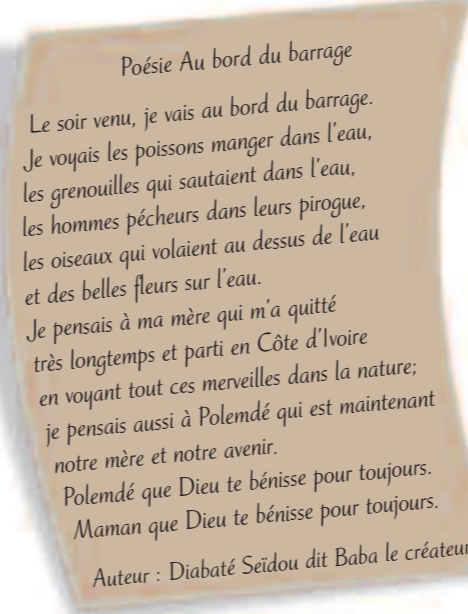 Poésie Au bord du barrage
Le soir venu, je vais au bord du barrage.
Je voyais les poissons manger dans l'eau,
les grenouilles qui sautaient dans l'eau,
les hommes pécheurs dans leurs pirogue,
les oiseaux qui volaient au dessus de l'eau
et des belles fleurs sur l'eau.
Je pensais à ma mère qui m'a quitté
très longtemps et parti en Côte d'Ivoire
en voyant tout ces merveilles dans la nature;
je pensais aussi à Polemdé qui est maintenant
notre mère et notre avenir.
Polemdé que Dieu te bénisse pour toujours.
Maman que Dieu te bénisse pour toujours.
Auteur : Diabaté Seïdou dit Baba le créateur